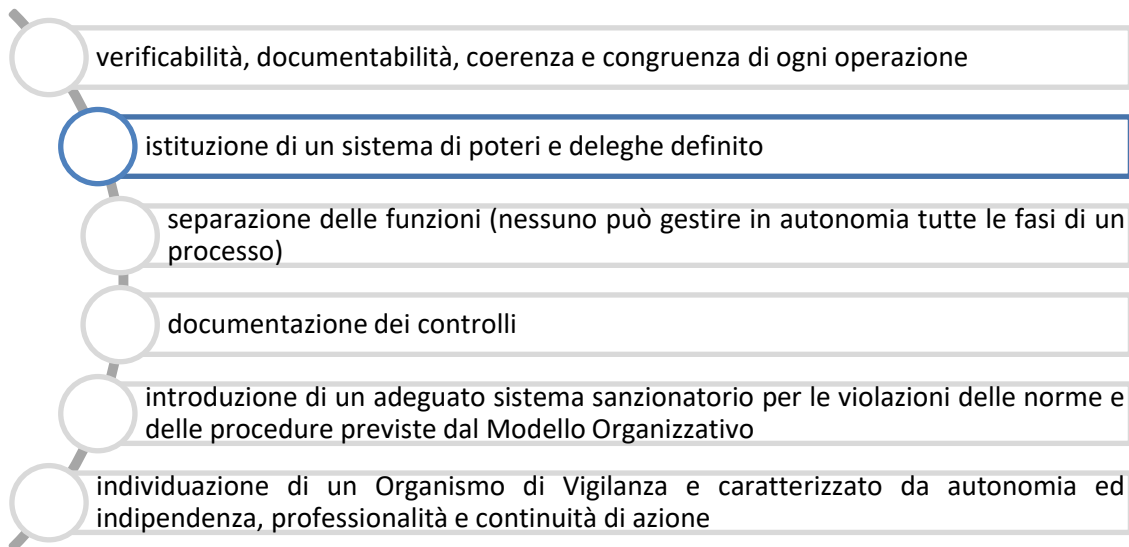 verificabilità, documentabilità, coerenza e congruenza di ogni operazione
istituzione di un sistema di poteri e deleghe definito
separazione delle funzioni (nessuno può gestire in autonomia tutte le fasi di un
processo)
documentazione dei controlli
introduzione di un adeguato sistema sanzionatorio per le violazioni delle norme e
delle procedure previste dal Modello Organizzativo
individuazione di un Organismo di Vigilanza e caratterizzato da autonomia ed
indipendenza, professionalità e continuità di azione